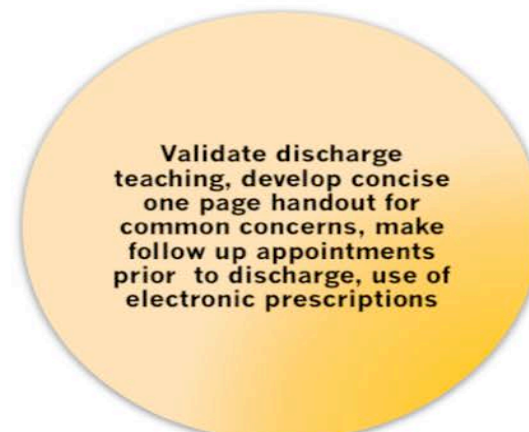 Validate discharge
teaching, develop concise
one page handout for
common concerns, make
follow up appointments
prior  to discharge, use of
electronic prescriptions